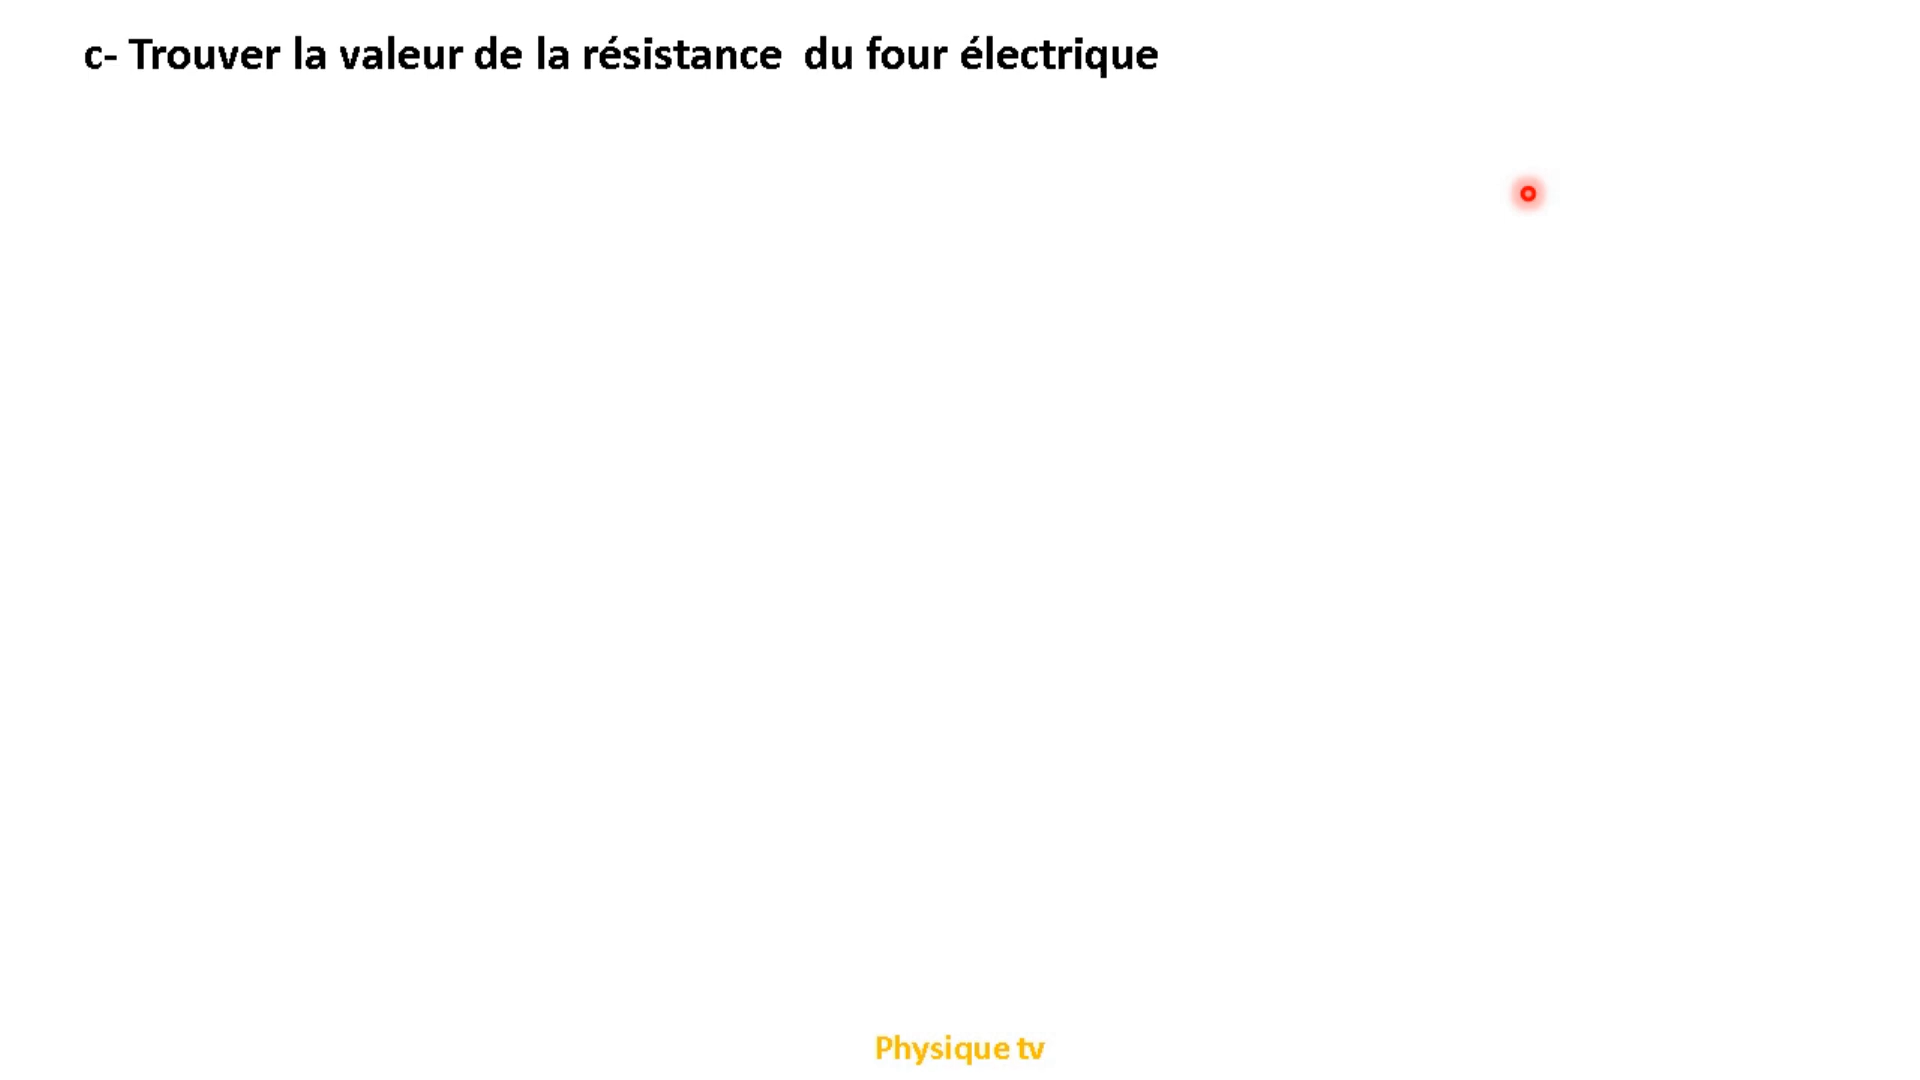 c- Trouver la valeur de la résistance  du four électrique
Physique tv